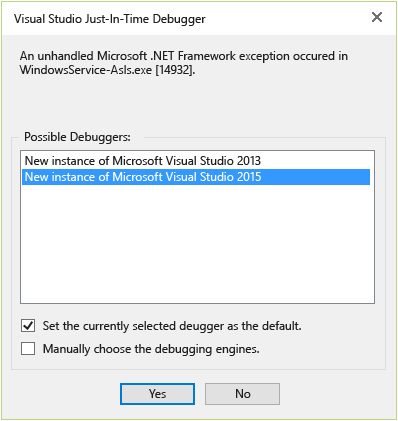 Visual Studio Just-In-Time Debugger
An unhandled Microsoft .NET Framework exception occured in
WindowsService-AsIs.exe [14932].
Possible Debuggers:
New instance of Microsoft Visual Studio 2013
New instance of Microsoft Visual Studio 2015
Set the currently selected deugger as the default.
Manually choose the debugging engines.
Yes
No